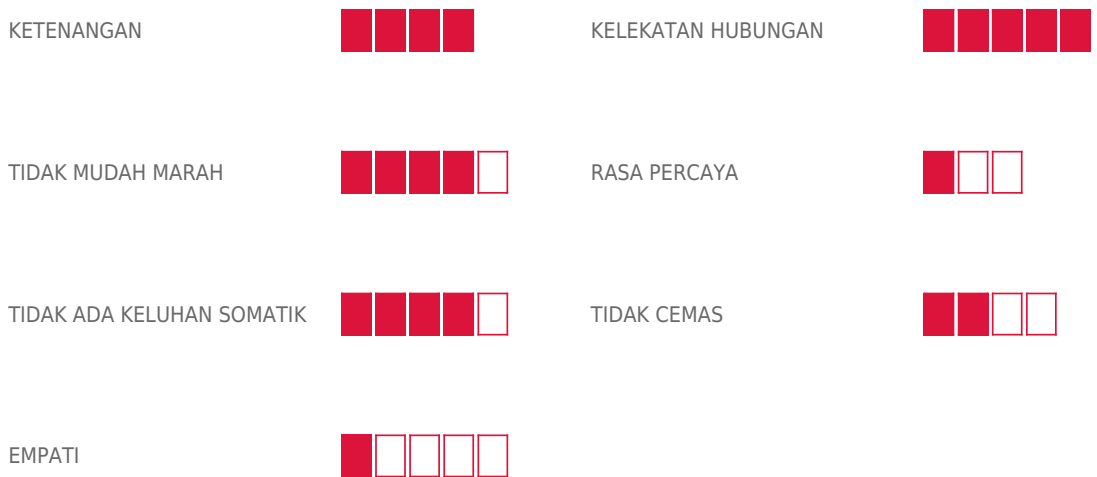 KETENANGAN
KELEKATAN HUBUNGAN
TIDAK MUDAH MARAH
RASA PERCAYA
TIDAK ADA KELUHAN SOMATIK
TIDAK CEMAS
EMPATI